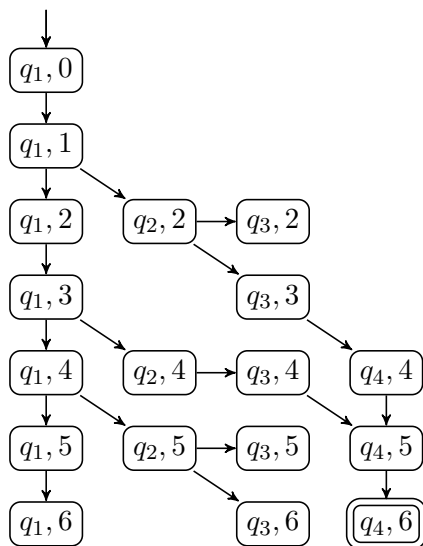 q₁, 0
q₁, 1
q₁, 2 q₂, 2 q₃, 2
q₁, 3 q₃, 3
q₁, 4 q₂, 4 q₃, 4 q₄, 4
q₁, 5 q₂, 5 q₃, 5 q₄, 5
q₁, 6 q₃, 6 q₄, 6